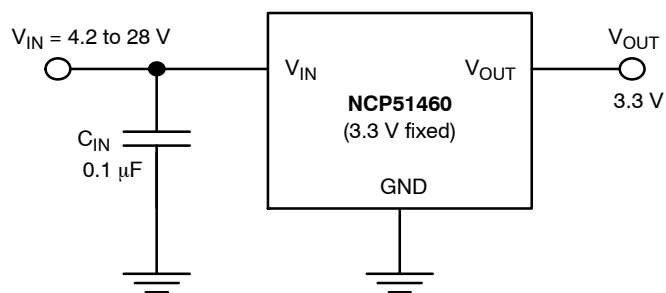 V_IN = 4.2 to 28 V
V_OUT
V_IN
V_OUT
3.3 V
NCP51460
(3.3 V fixed)
C_IN
0.1 μF
GND